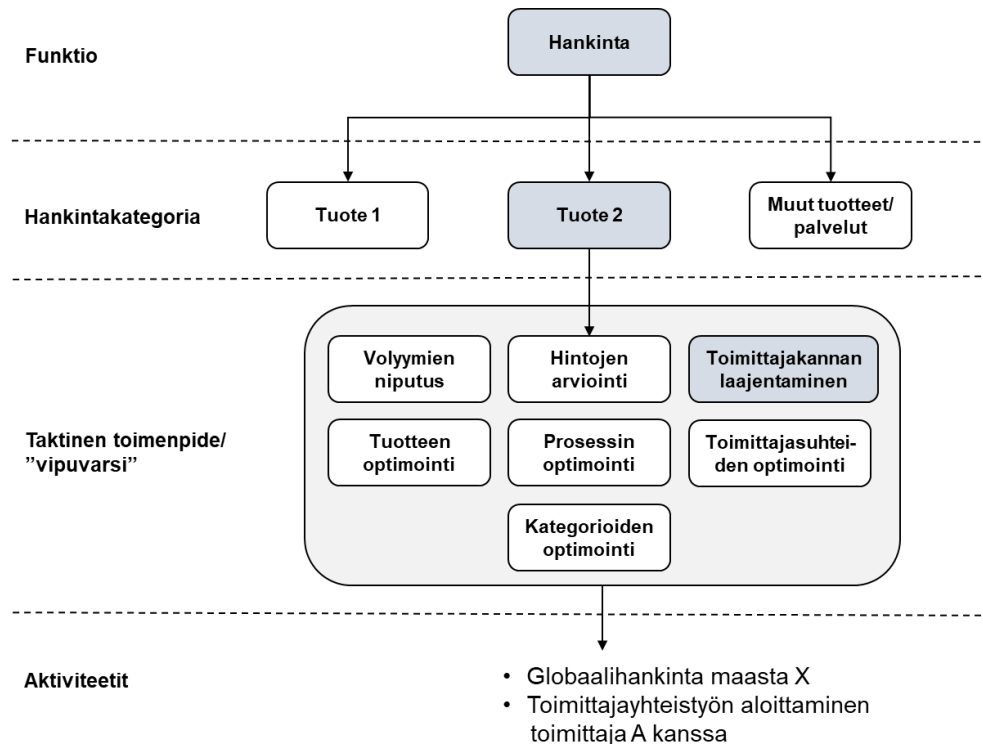 Funktio
Hankinta
Hankintakategoria
Tuote 1
Tuote 2
Muut tuotteet/
palvelut
Taktinen toimenpide/
”vipuvarsi”
Volyymien
niputus
Hintojen
arviointi
Toimittajakannan
laajentaminen
Tuotteen
optimointi
Prosessin
optimointi
Toimittajasuhtei-
den optimointi
Kategorioiden
optimointi
Aktiviteetit
• Globaalihankinta maasta X
• Toimittajayhteistyön aloittaminen
toimittaja A kanssa